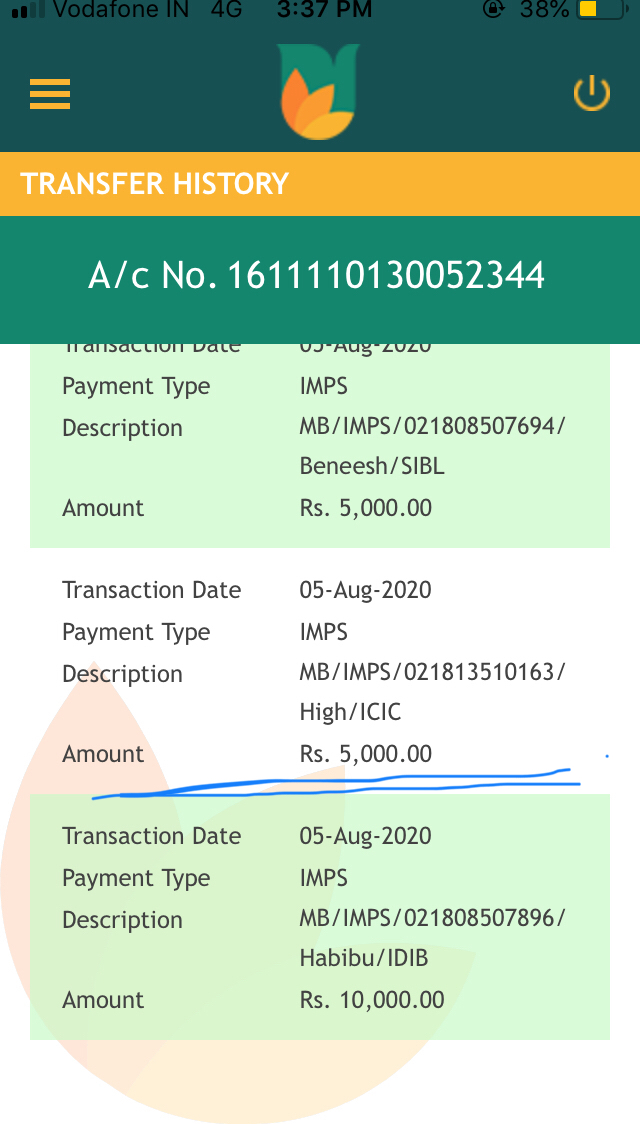 Vodafone IN 4G 3:37 PM 38%
TRANSFER HISTORY
A/c No. 1611110130052344
Transaction Date 05-Aug-2020
Payment Type IMPS
Description MB/IMPS/021808507694/
Beneesh/SIBL
Amount Rs. 5,000.00
Transaction Date 05-Aug-2020
Payment Type IMPS
Description MB/IMPS/021813510163/
High/ICIC
Amount Rs. 5,000.00
Transaction Date 05-Aug-2020
Payment Type IMPS
Description MB/IMPS/021808507896/
Habibu/IDIB
Amount Rs. 10,000.00